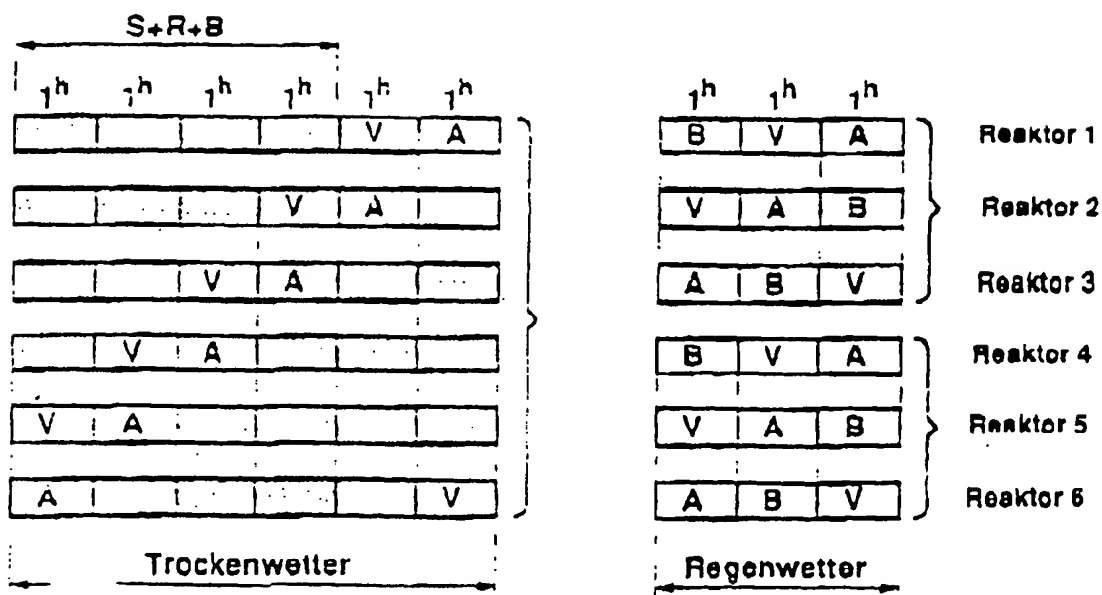 S+R+B
1h 1h 1h 1h 1h 1h 1h 1h 1h
V A B V A Reaktor 1
V A V A B Reaktor 2
V A A B V Reaktor 3
V A B V A Reaktor 4
V A V A B Reaktor 5
A V A B V Reaktor 6
Trockenwetter Regenwetter